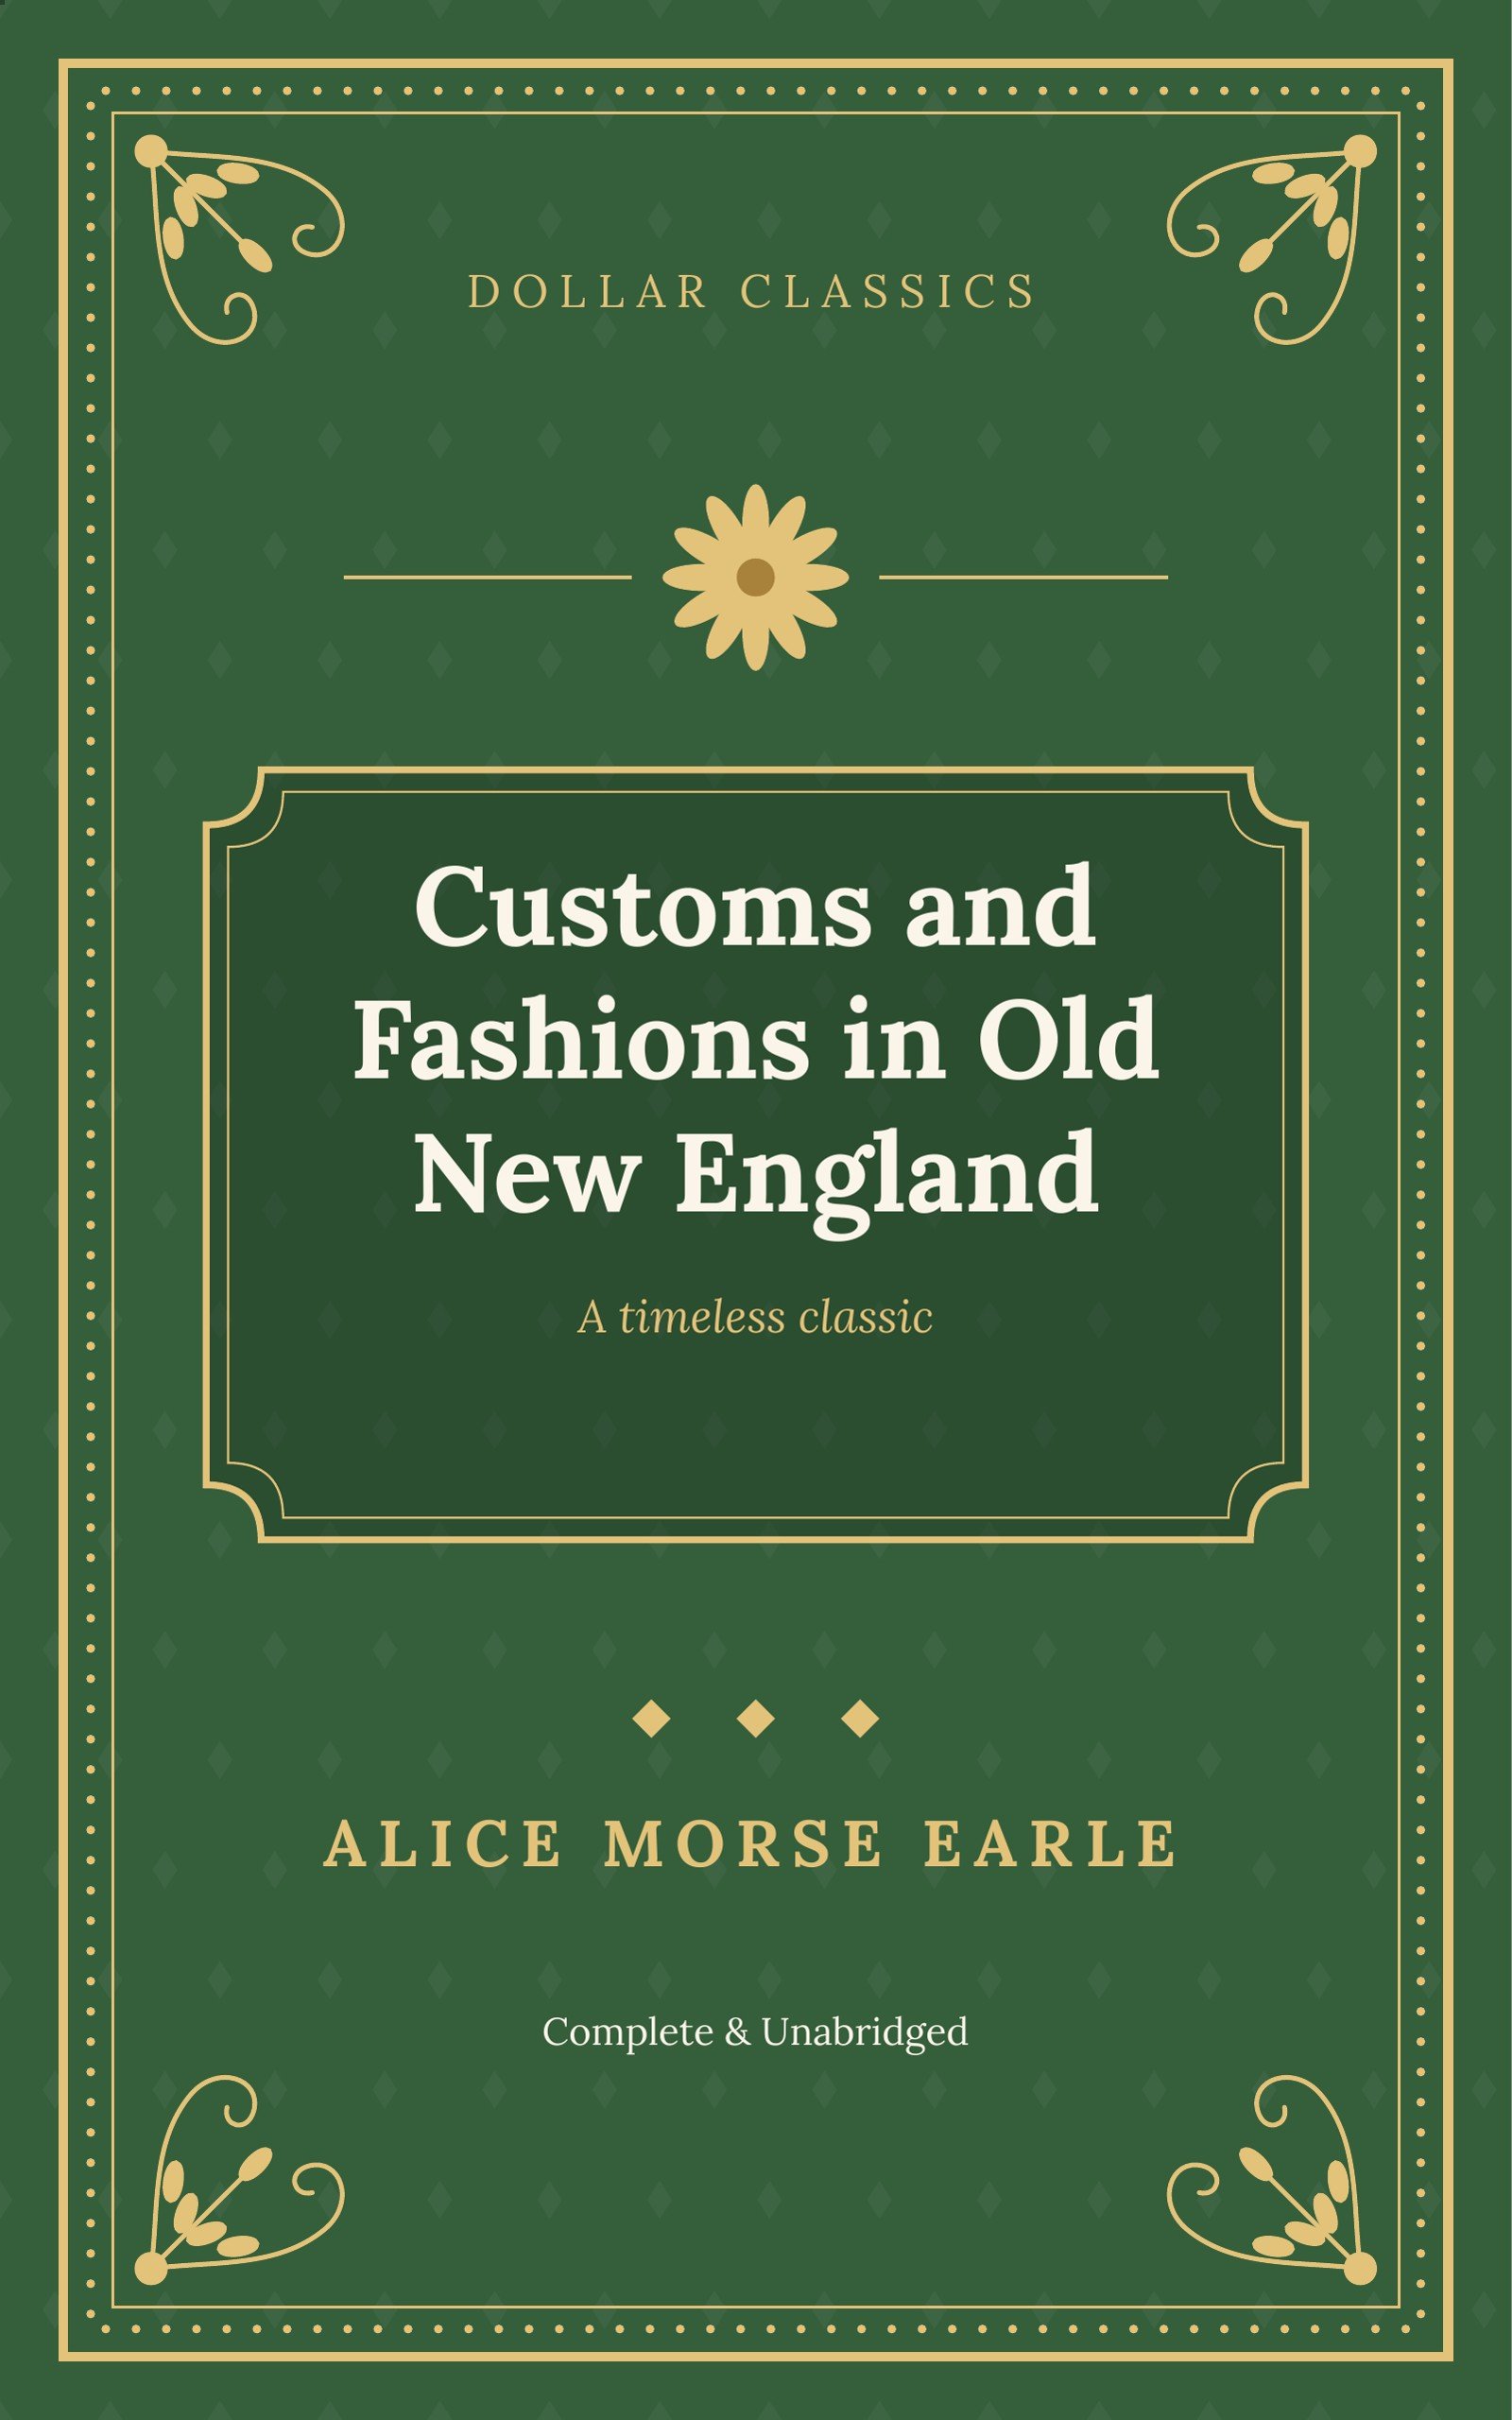 DOLLAR CLASSICS
Customs and
Fashions in Old
New England
A timeless classic
ALICE MORSE EARLE
Complete & Unabridged